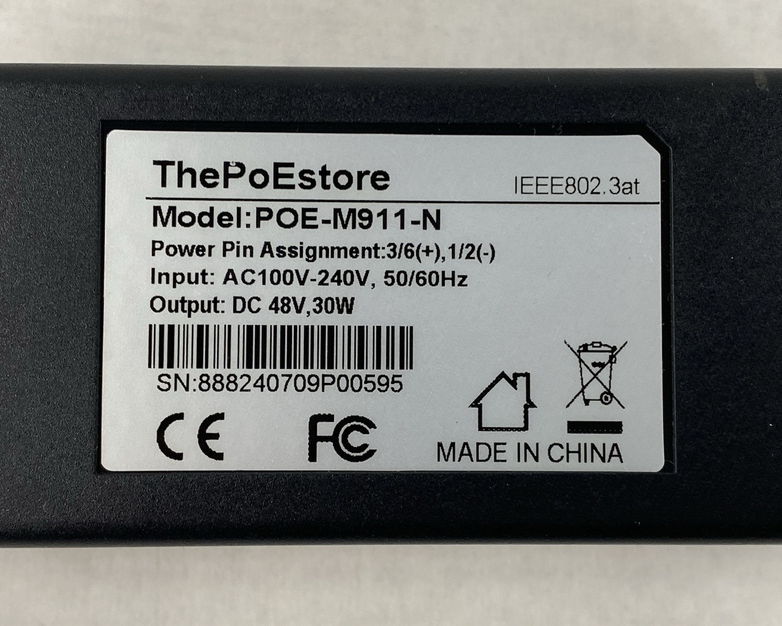 ThePoEstore
IEEE802.3at
Model:POE-M911-N
Power Pin Assignment:3/6(+),1/2(-)
Input: AC100V-240V, 50/60Hz
Output: DC 48V,30W
SN:888240709P00595
CE FC
MADE IN CHINA